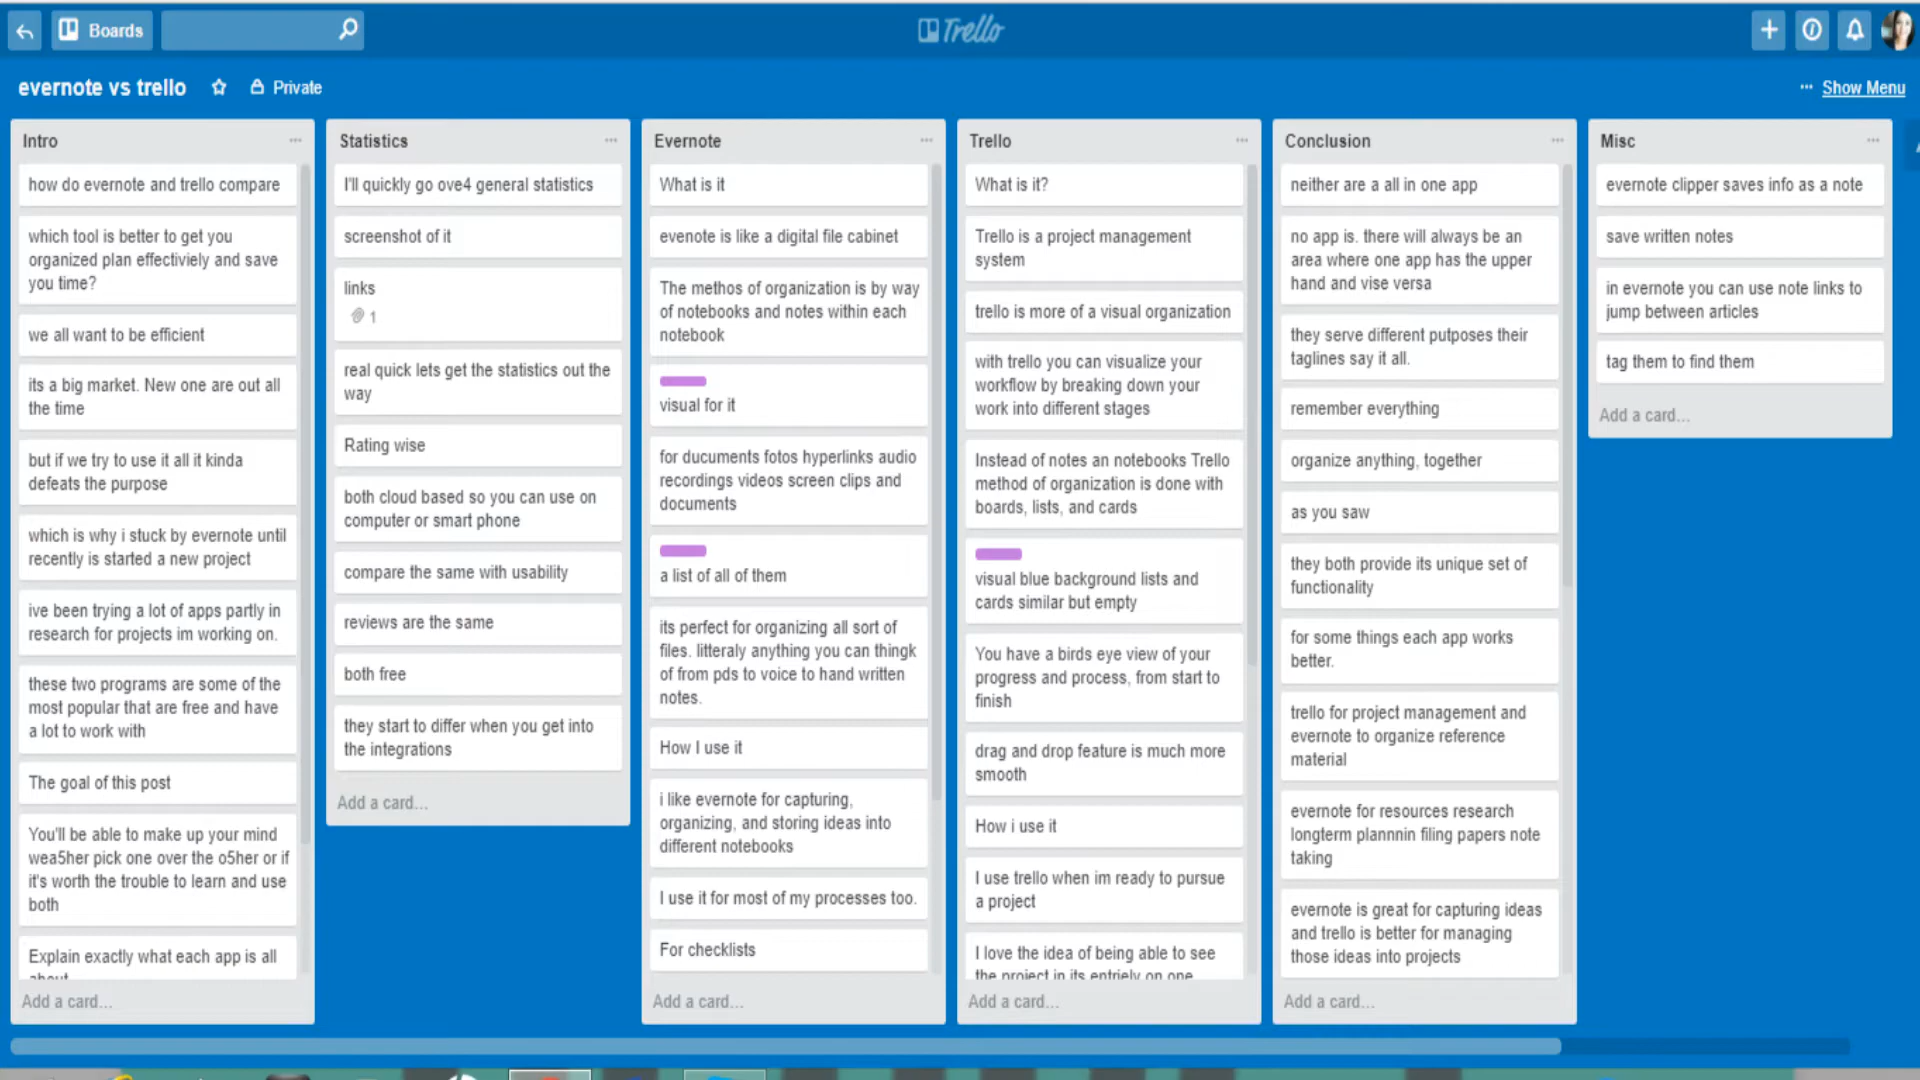 Boards
Trello
evernote vs trello
Private
... Show Menu
Intro
how do evernote and trello compare
which tool is better to get you
organized plan effectiviely and save
you time?
we all want to be efficient
its a big market. New one are out all
the time
but if we try to use it all it kinda
defeats the purpose
which is why i stuck by evernote until
recently is started a new project
ive been trying a lot of apps partly in
research for projects im working on.
these two programs are some of the
most popular that are free and have
a lot to work with
The goal of this post
You'll be able to make up your mind
wea5her pick one over the o5her or if
it's worth the trouble to learn and use
both
Explain exactly what each app is all
about
Add a card...
Statistics
I'll quickly go ove4 general statistics
screenshot of it
links
1
real quick lets get the statistics out the
way
Rating wise
both cloud based so you can use on
computer or smart phone
compare the same with usability
reviews are the same
both free
they start to differ when you get into
the integrations
Add a card...
Evernote
What is it
evenote is like a digital file cabinet
The methos of organization is by way
of notebooks and notes within each
notebook
visual for it
for ducuments fotos hyperlinks audio
recordings videos screen clips and
documents
a list of all of them
its perfect for organizing all sort of
files. litteraly anything you can thingk
of from pds to voice to hand written
notes.
How I use it
i like evernote for capturing,
organizing, and storing ideas into
different notebooks
I use it for most of my processes too.
For checklists
Add a card...
Trello
What is it?
Trello is a project management
system
trello is more of a visual organization
with trello you can visualize your
workflow by breaking down your
work into different stages
Instead of notes an notebooks Trello
method of organization is done with
boards, lists, and cards
visual blue background lists and
cards similar but empty
You have a birds eye view of your
progress and process, from start to
finish
drag and drop feature is much more
smooth
How i use it
I use trello when im ready to pursue
a project
I love the idea of being able to see
the project in its entriely on one
Add a card...
Conclusion
neither are a all in one app
no app is. there will always be an
area where one app has the upper
hand and vise versa
they serve different putposes their
taglines say it all.
remember everything
organize anything, together
as you saw
they both provide its unique set of
functionality
for some things each app works
better.
trello for project management and
evernote to organize reference
material
evernote for resources research
longterm plannnin filing papers note
taking
evernote is great for capturing ideas
and trello is better for managing
those ideas into projects
Add a card...
Misc
evernote clipper saves info as a note
save written notes
in evernote you can use note links to
jump between articles
tag them to find them
Add a card...